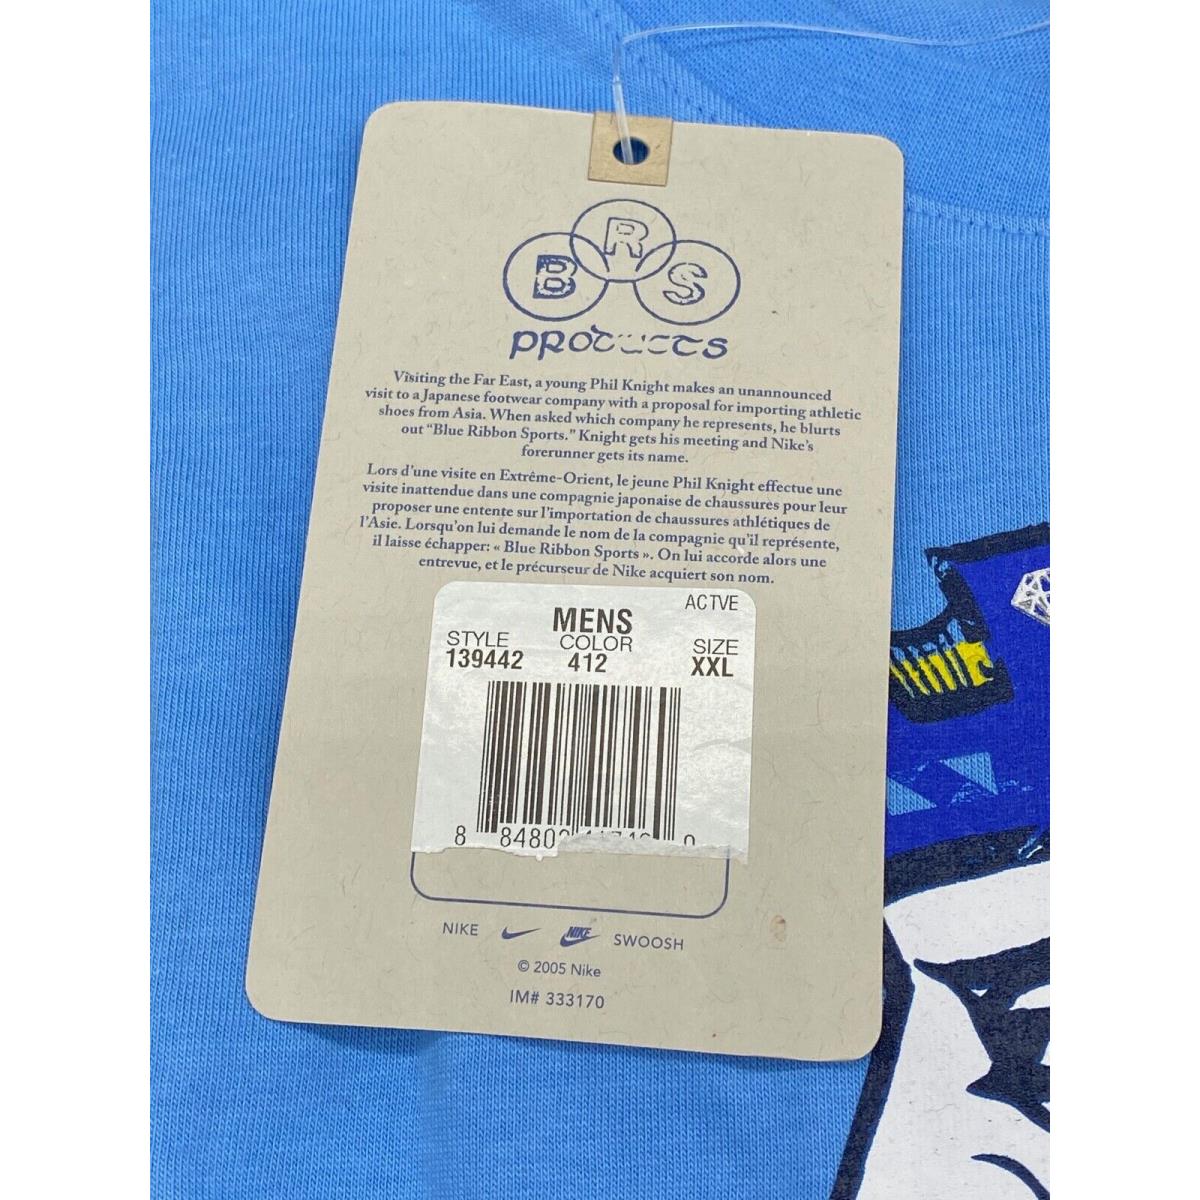 B R S
PRODUCTS
Visiting the Far East, a young Phil Knight makes an unannounced
visit to a Japanese footwear company with a proposal for importing athletic
shoes from Asia. When asked which company he represents, he blurts
out “Blue Ribbon Sports.” Knight gets his meeting and Nike’s
forerunner gets its name.
Lors d’une visite en Extrême-Orient, le jeune Phil Knight effectue une
visite inattendue dans une compagnie japonaise de chaussures pour leur
proposer une entente sur l’importation de chaussures athlétiques de
l’Asie. Lorsqu’on lui demande le nom de la compagnie qu’il représente,
il laisse échapper: « Blue Ribbon Sports ». On lui accorde alors une
entrevue, et le précurseur de Nike acquiert son nom.
ACTVE
MENS
STYLE COLOR SIZE
139442 412 XXL
8 84802
NIKE NIKE SWOOSH
© 2005 Nike
IM# 333170